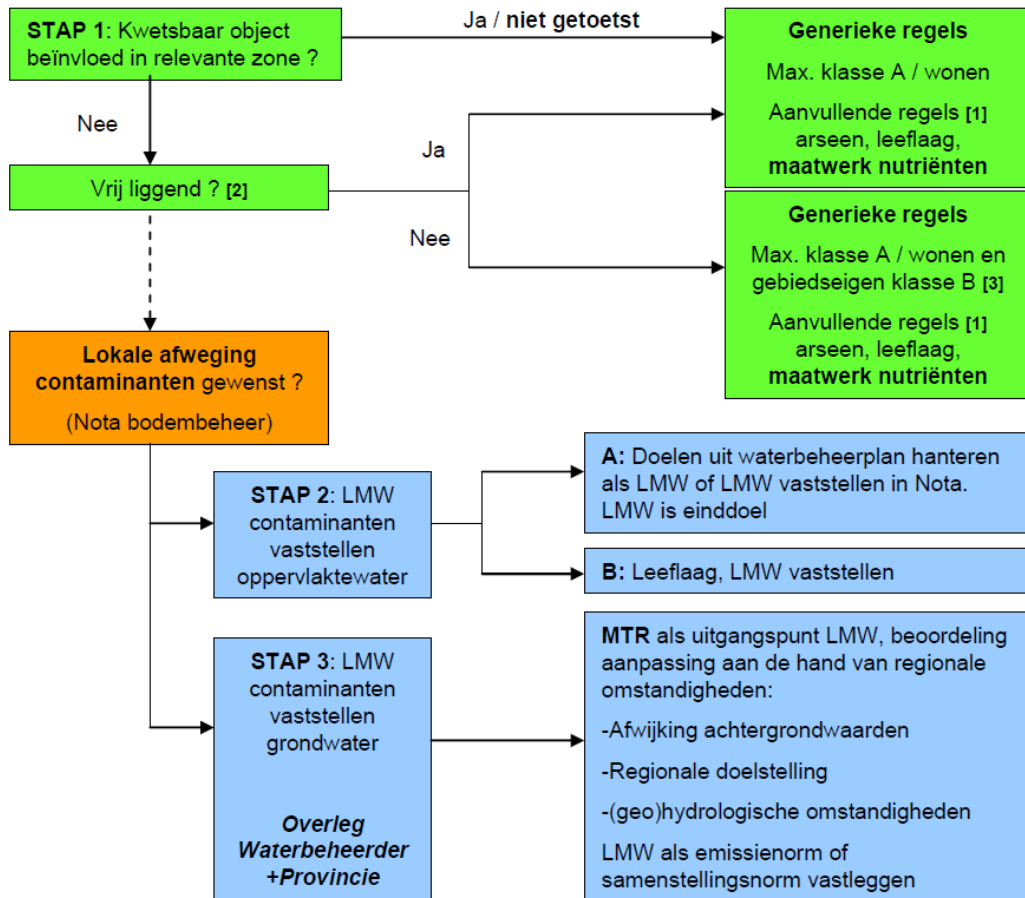 STAP 1: Kwetsbaar object
beïnvloed in relevante zone ?
Ja / niet getoetst
Generieke regels
Max. klasse A / wonen
Aanvullende regels [1]
arseen, leeflaag,
maatwerk nutriënten
Nee
Vrij liggend ? [2]
Ja
Nee
Generieke regels
Max. klasse A / wonen en
gebiedseigen klasse B [3]
Aanvullende regels [1]
arseen, leeflaag,
maatwerk nutriënten
Lokale afweging
contaminanten gewenst ?
(Nota bodembeheer)
STAP 2: LMW
contaminanten
vaststellen
oppervlaktewater
A: Doelen uit waterbeheerplan hanteren
als LMW of LMW vaststellen in Nota.
LMW is einddoel
B: Leeflaag, LMW vaststellen
STAP 3: LMW
contaminanten
vaststellen
grondwater
Overleg
Waterbeheerder
+Provincie
MTR als uitgangspunt LMW, beoordeling
aanpassing aan de hand van regionale
omstandigheden:
-Afwijking achtergrondwaarden
-Regionale doelstelling
-(geo)hydrologische omstandigheden
LMW als emissienorm of
samenstellingsnorm vastleggen